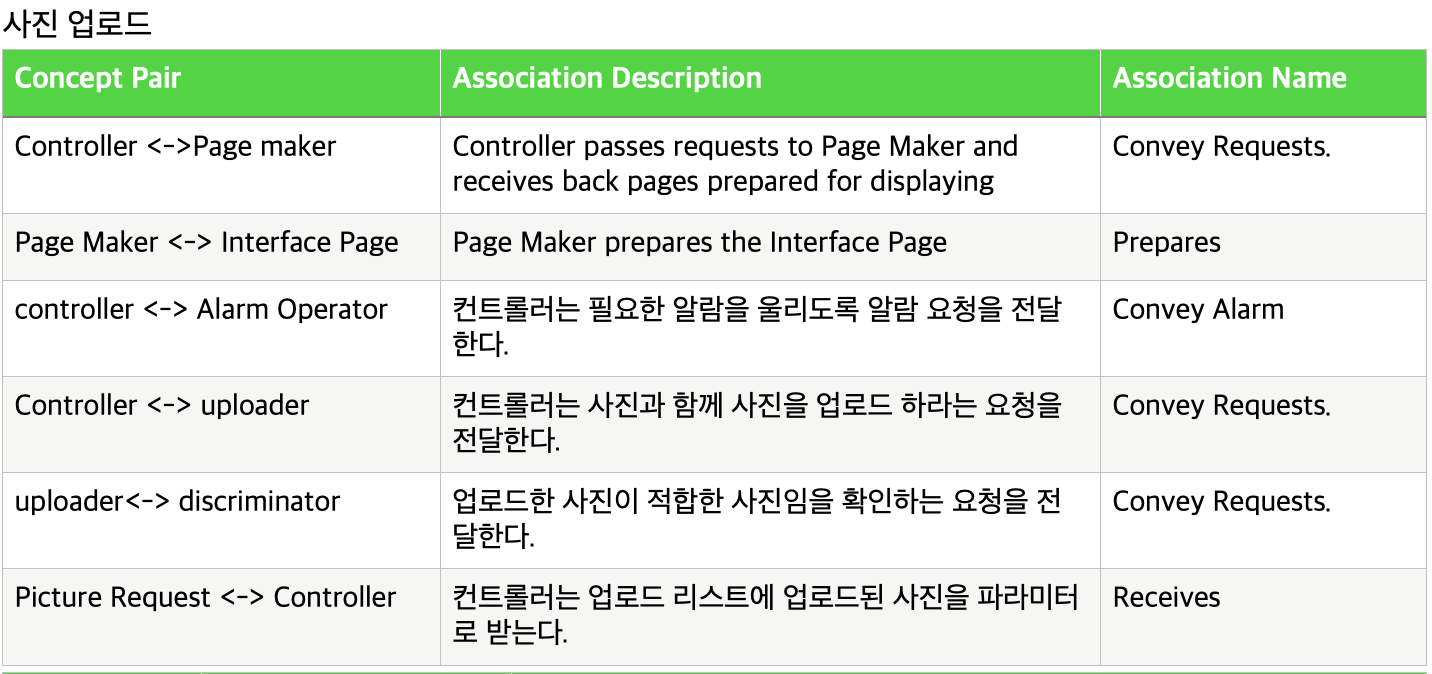 사진 업로드
Concept Pair Association Description Association Name
Controller <->Page maker Controller passes requests to Page Maker and Convey Requests.
receives back pages prepared for displaying
Page Maker <-> Interface Page Page Maker prepares the Interface Page Prepares
controller <-> Alarm Operator 컨트롤러는 필요한 알람을 울리도록 알람 요청을 전달 Convey Alarm
한다.
Controller <-> uploader 컨트롤러는 사진과 함께 사진을 업로드 하라는 요청을 Convey Requests.
전달한다.
uploader<-> discriminator 업로드한 사진이 적합한 사진임을 확인하는 요청을 전 Convey Requests.
달한다.
Picture Request <-> Controller 컨트롤러는 업로드 리스트에 업로드된 사진을 파라미터 Receives
로 받는다.